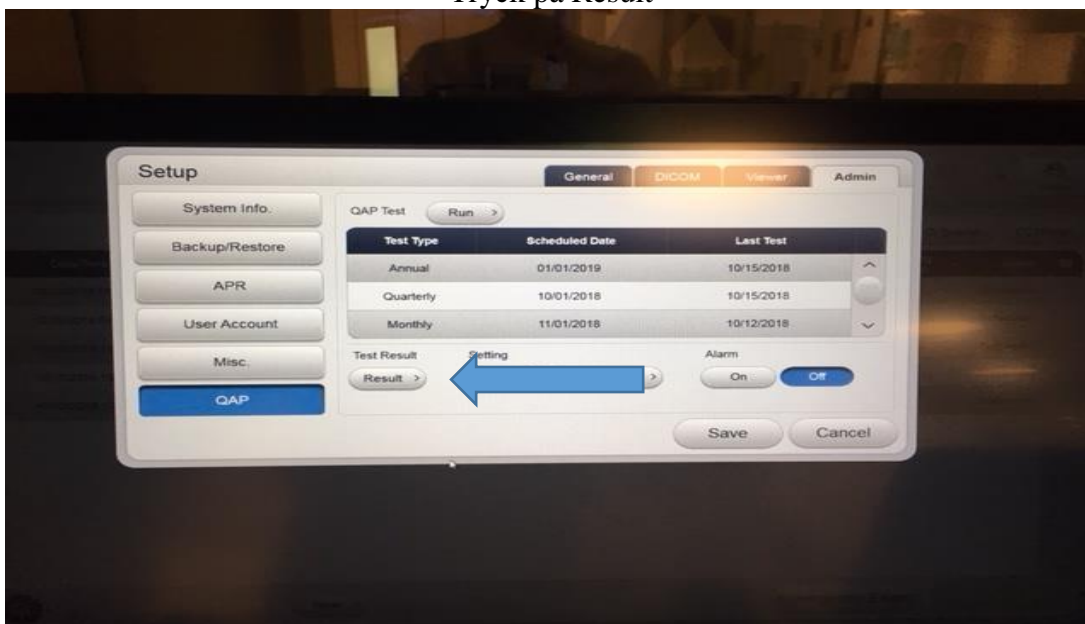 Tryck på Result
Setup
General DICOM Viewer Admin
System Info.
Backup/Restore
APR
User Account
Misc.
QAP
QAP Test Run >
Test Type Scheduled Date Last Test
Annual 01/01/2019 10/15/2018
Quarterly 10/01/2018 10/15/2018
Monthly 11/01/2018 10/12/2018
Test Result Setting Alarm
Result > > On Off
Save Cancel